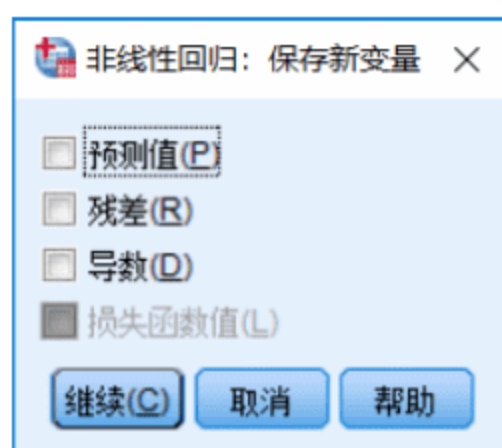 非线性回归：保存新变量
预测值(P)
残差(R)
导数(D)
损失函数值(L)
继续(C) 取消 帮助